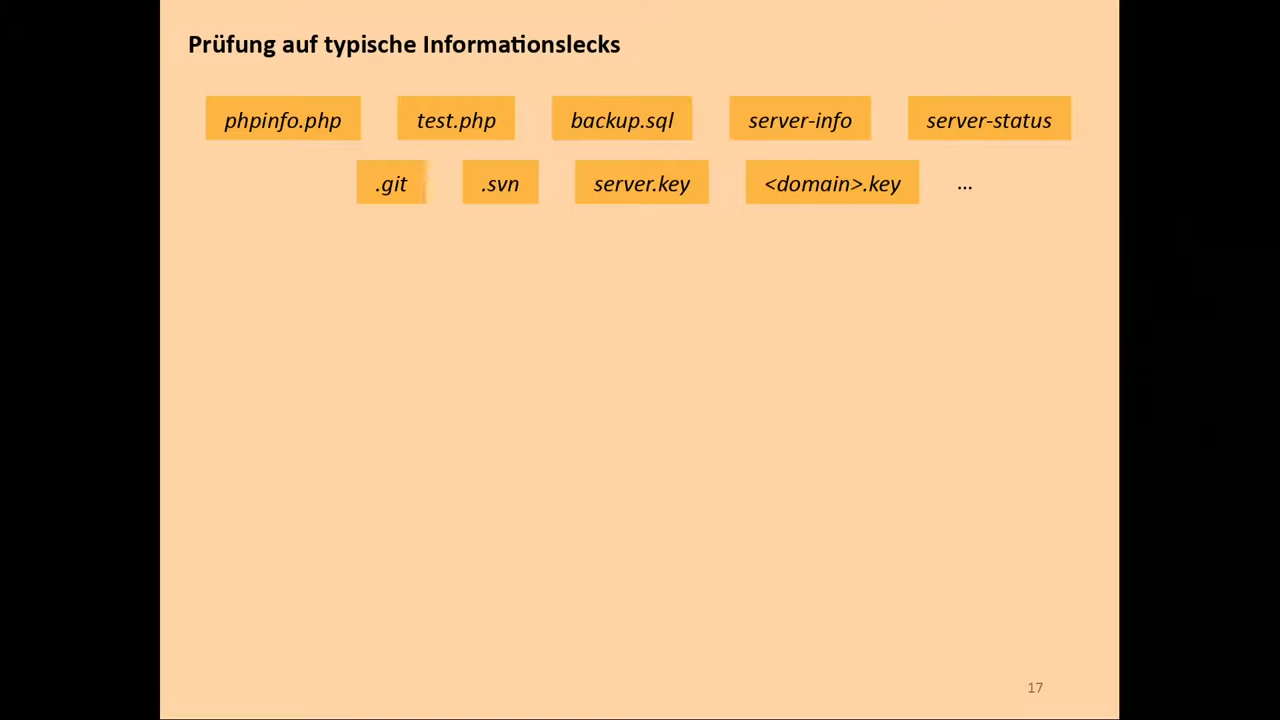 Prüfung auf typische Informationslecks
phpinfo.php test.php backup.sql server-info server-status
.git .svn server.key <domain>.key ...
17